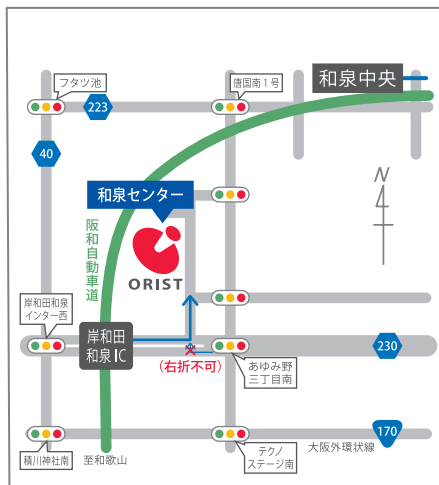 フタツ池
223
唐国南1号
和泉中央
40
N
和泉センター
阪和自動車道
ORIST
岸和田和泉
インター西
岸和田
和泉IC
(右折不可)
あゆみ野
三丁目南
230
積川神社南
至和歌山
テクノ
ステージ南
大阪外環状線
170